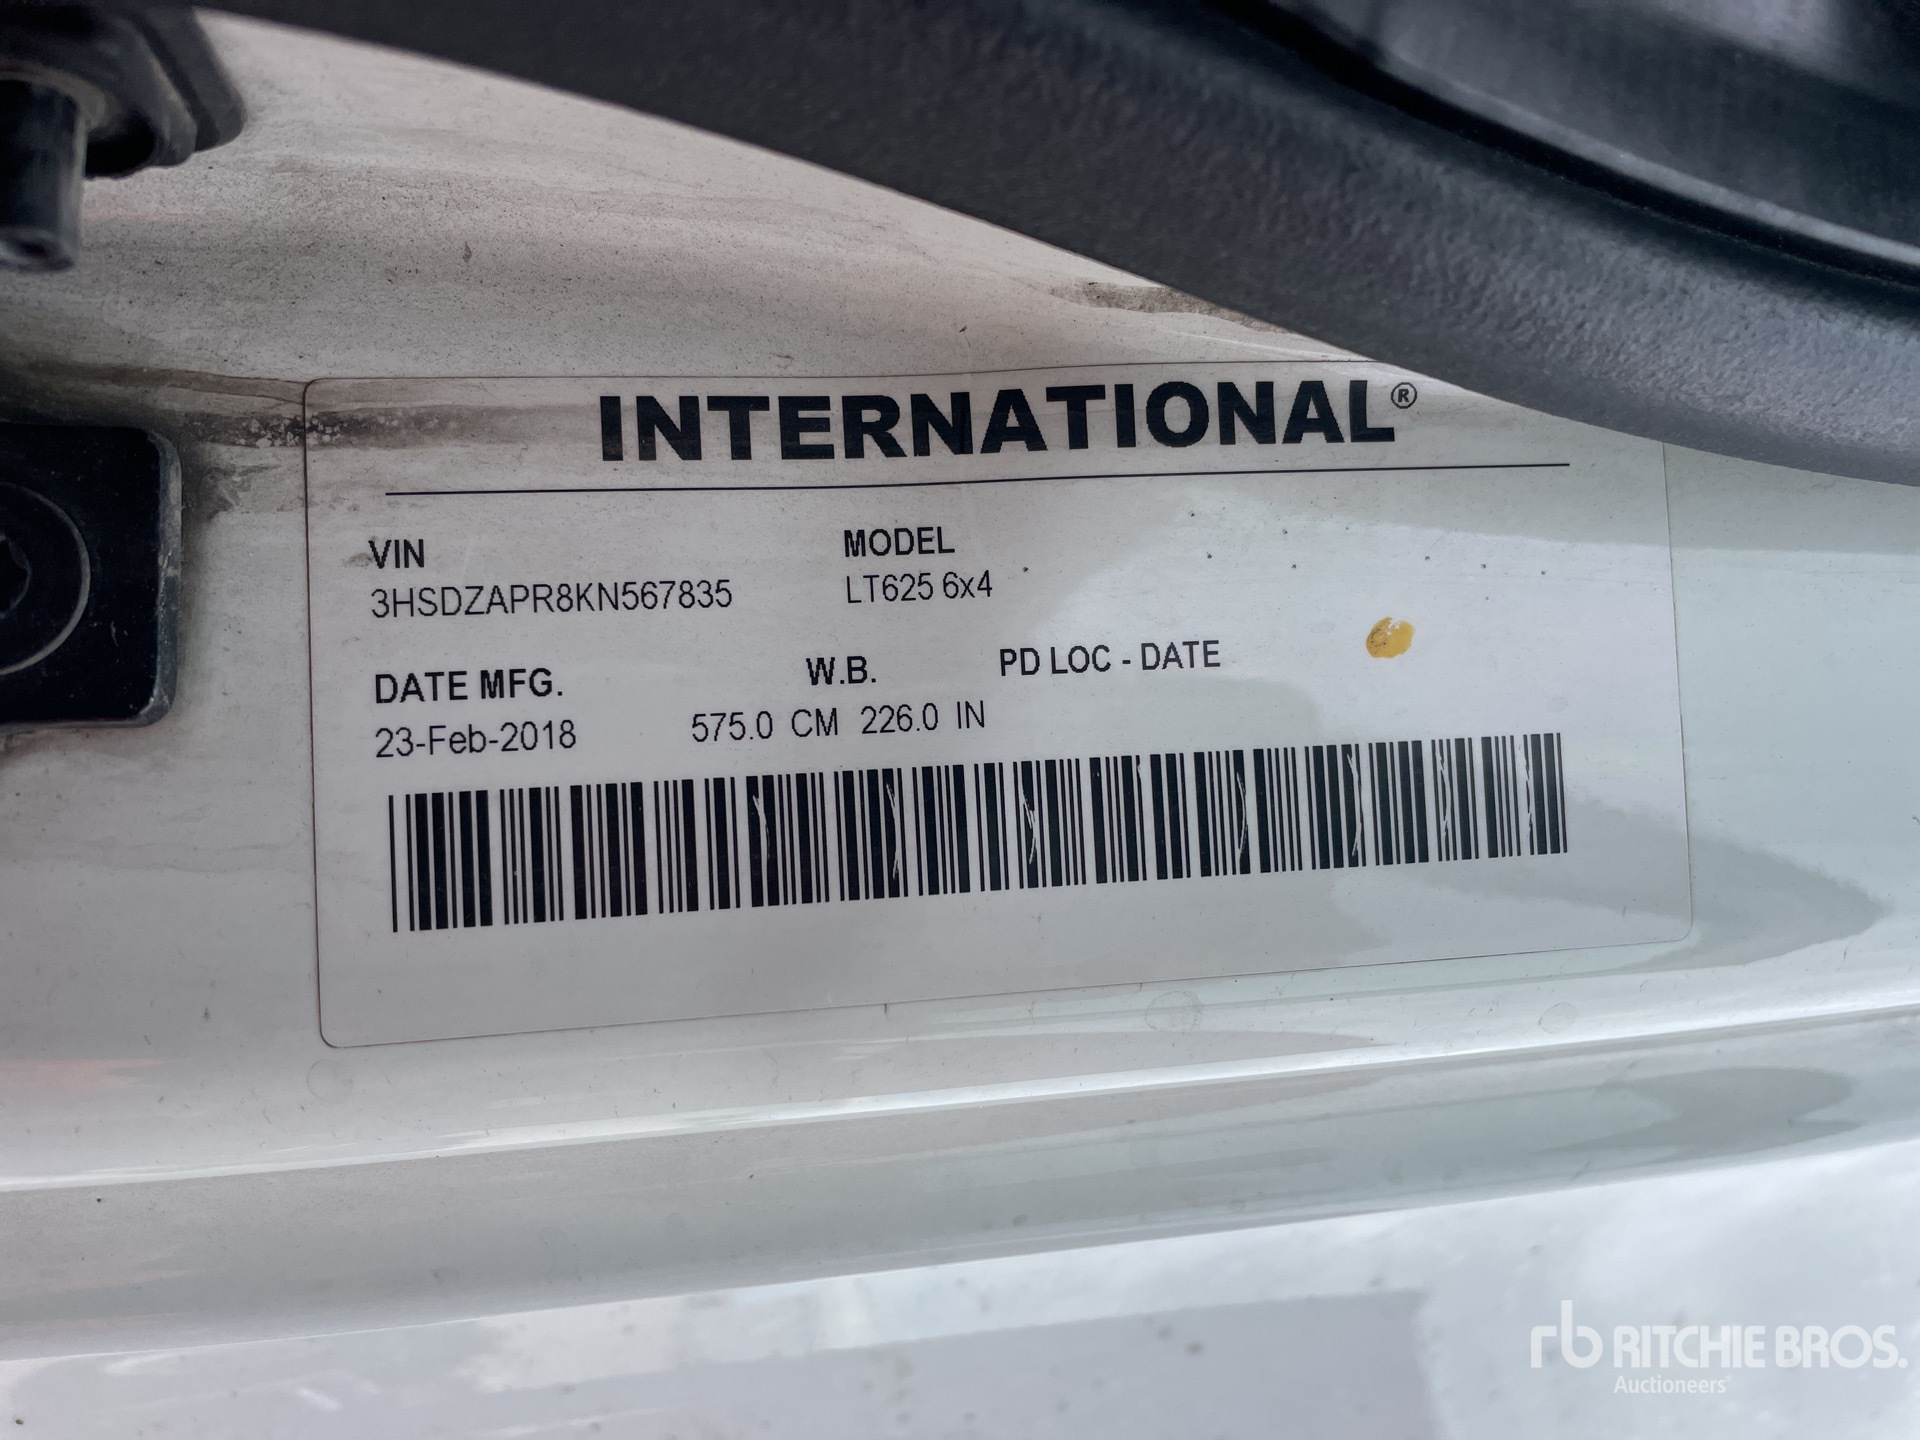 INTERNATIONAL®
VIN MODEL
3HSDZAPR8KN567835 LT625 6x4
DATE MFG. W.B. PD LOC - DATE
23-Feb-2018 575.0 CM 226.0 IN
rb RITCHIE BROS.
Auctioneers